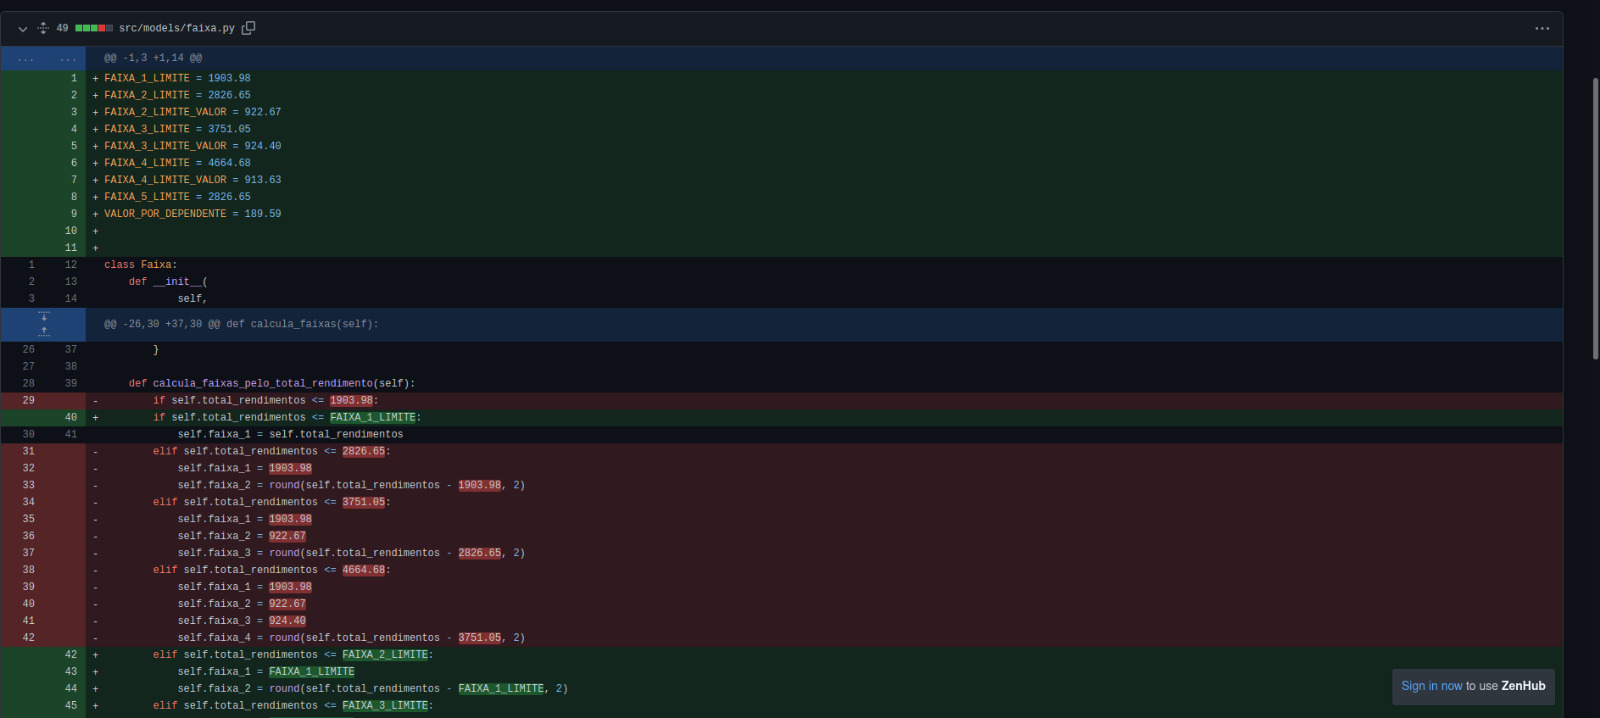 49 src/models/faixa.py
... ... @@ -1,3 +1,14 @@
1 + FAIXA_1_LIMITE = 1903.98
2 + FAIXA_2_LIMITE = 2826.65
3 + FAIXA_2_LIMITE_VALOR = 922.67
4 + FAIXA_3_LIMITE = 3751.05
5 + FAIXA_3_LIMITE_VALOR = 924.40
6 + FAIXA_4_LIMITE = 4664.68
7 + FAIXA_4_LIMITE_VALOR = 913.63
8 + FAIXA_5_LIMITE = 2826.65
9 + VALOR_POR_DEPENDENTE = 189.59
10 +
11 +
1 12 class Faixa:
2 13 def __init__(
3 14 self,
@@ -26,30 +37,30 @@ def calcula_faixas(self):
26 37 }
27 38
28 39 def calcula_faixas_pelo_total_rendimento(self):
29 - if self.total_rendimentos <= 1903.98:
40 + if self.total_rendimentos <= FAIXA_1_LIMITE:
30 41 self.faixa_1 = self.total_rendimentos
31 - elif self.total_rendimentos <= 2826.65:
32 - self.faixa_1 = 1903.98
33 - self.faixa_2 = round(self.total_rendimentos - 1903.98, 2)
34 - elif self.total_rendimentos <= 3751.05:
35 - self.faixa_1 = 1903.98
36 - self.faixa_2 = 922.67
37 - self.faixa_3 = round(self.total_rendimentos - 2826.65, 2)
38 - elif self.total_rendimentos <= 4664.68:
39 - self.faixa_1 = 1903.98
40 - self.faixa_2 = 922.67
41 - self.faixa_3 = 924.40
42 - self.faixa_4 = round(self.total_rendimentos - 3751.05, 2)
42 + elif self.total_rendimentos <= FAIXA_2_LIMITE:
43 + self.faixa_1 = FAIXA_1_LIMITE
44 + self.faixa_2 = round(self.total_rendimentos - FAIXA_1_LIMITE, 2)
45 + elif self.total_rendimentos <= FAIXA_3_LIMITE:
Sign in now to use ZenHub